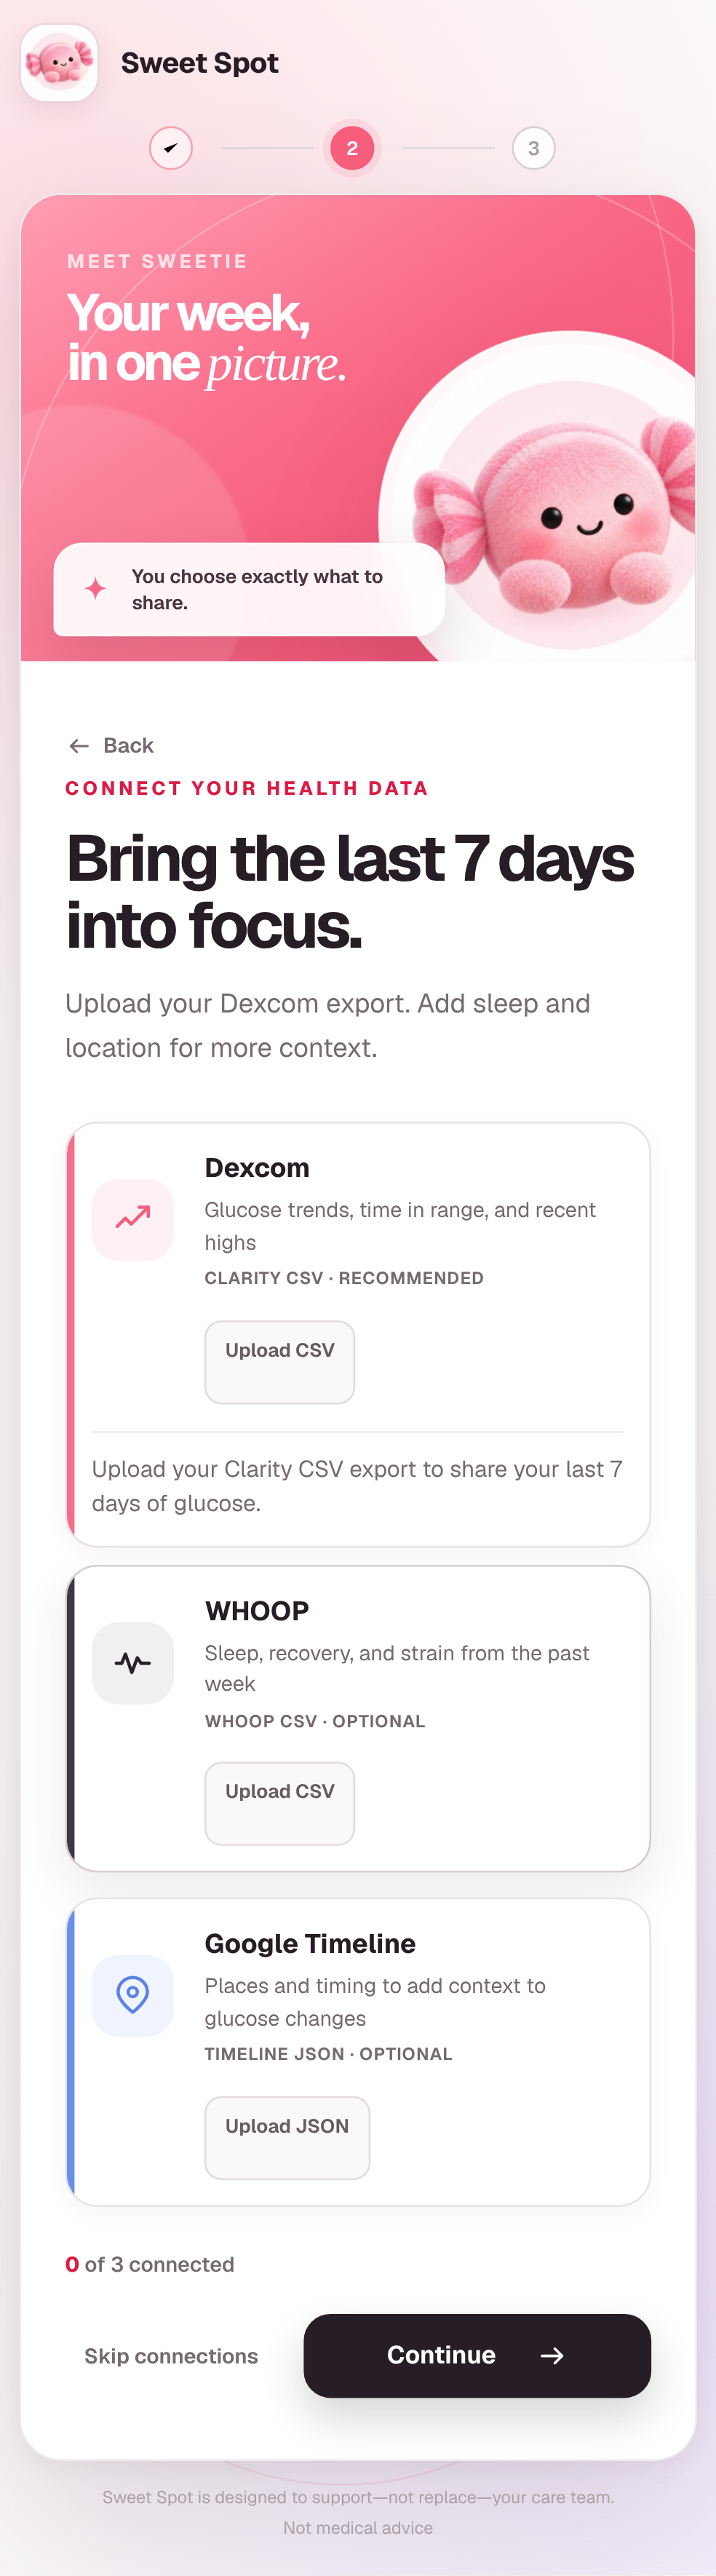 Sweet Spot
2
3
MEET SWEETIE
Your week,
in one picture.
You choose exactly what to
share.
← Back
CONNECT YOUR HEALTH DATA
Bring the last 7 days
into focus.
Upload your Dexcom export. Add sleep and
location for more context.
Dexcom
Glucose trends, time in range, and recent
highs
CLARITY CSV · RECOMMENDED
Upload CSV
Upload your Clarity CSV export to share your last 7
days of glucose.
WHOOP
Sleep, recovery, and strain from the past
week
WHOOP CSV · OPTIONAL
Upload CSV
Google Timeline
Places and timing to add context to
glucose changes
TIMELINE JSON · OPTIONAL
Upload JSON
0 of 3 connected
Skip connections
Continue →
Sweet Spot is designed to support—not replace—your care team.
Not medical advice